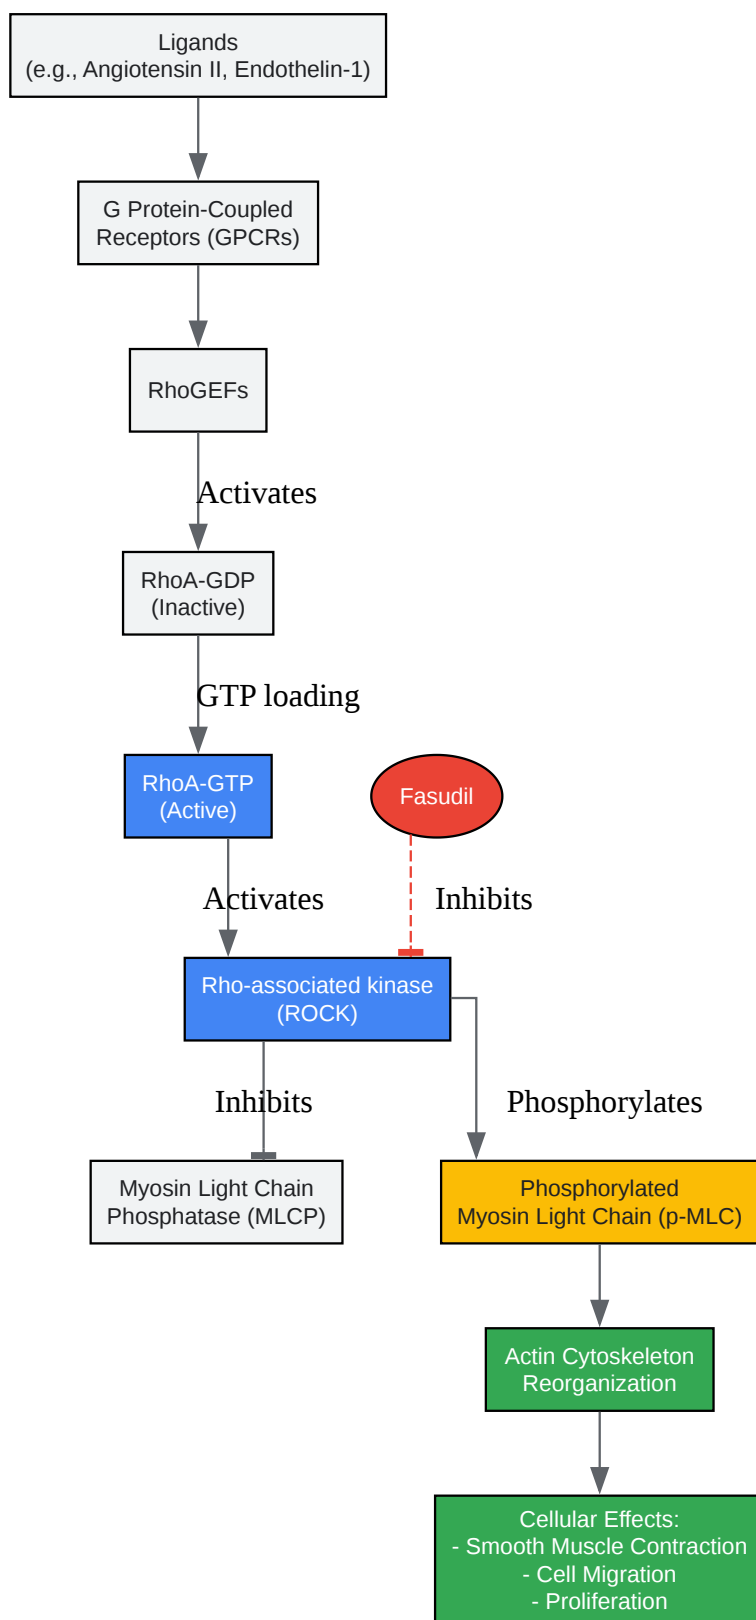 Ligands
(e.g., Angiotensin II, Endothelin-1)
G Protein-Coupled
Receptors (GPCRs)
RhoGEFs
Activates
RhoA-GDP
(Inactive)
GTP loading
RhoA-GTP
(Active)
Fasudil
Activates
Inhibits
Rho-associated kinase
(ROCK)
Inhibits
Phosphorylates
Myosin Light Chain
Phosphatase (MLCP)
Phosphorylated
Myosin Light Chain (p-MLC)
Actin Cytoskeleton
Reorganization
Cellular Effects:
- Smooth Muscle Contraction
- Cell Migration
- Proliferation